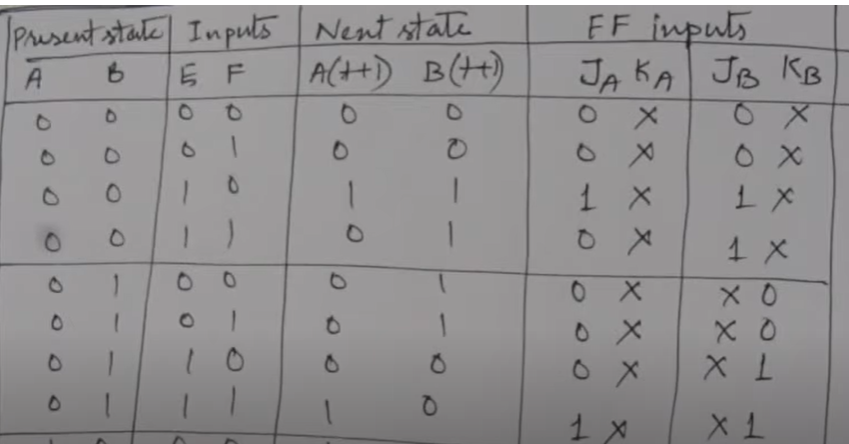 Present state Inputs Next state FF inputs
A B E F A(t+1) B(t+1) J_A K_A J_B K_B
0 0 0 0 0 0 0 X 0 X
0 0 0 1 0 0 0 X 0 X
0 0 1 0 1 1 1 X 1 X
0 0 1 1 0 1 0 X 1 X
0 1 0 0 0 1 0 X X 0
0 1 0 1 0 1 0 X X 0
0 1 1 0 0 0 0 X X 1
0 1 1 1 1 0 1 X X 1